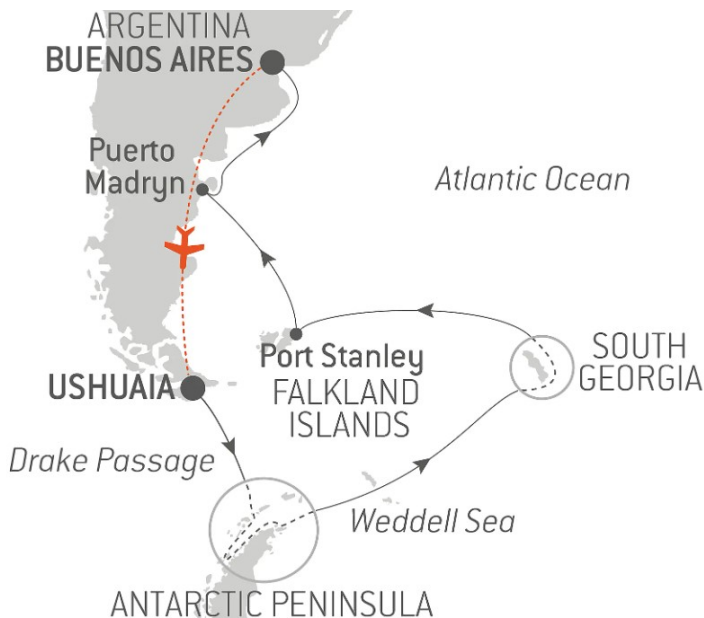 ARGENTINA
BUENOS AIRES
Puerto
Madryn
Atlantic Ocean
Port Stanley
FALKLAND
ISLANDS
SOUTH
GEORGIA
USHUAIA
Drake Passage
Weddell Sea
ANTARCTIC PENINSULA